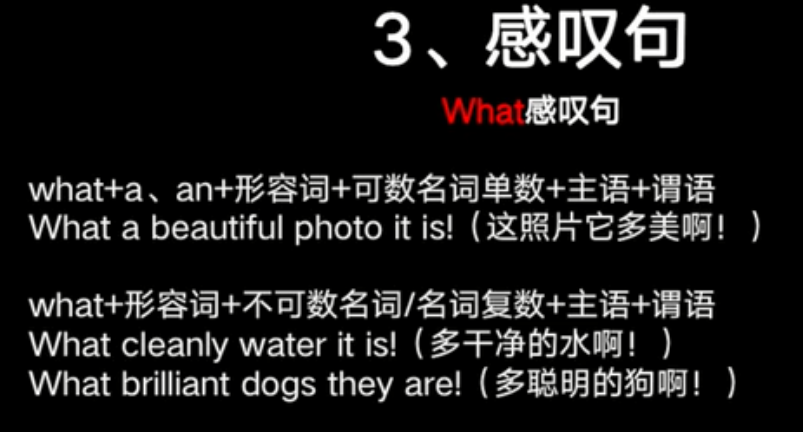 3、感叹句
What感叹句
what+a、an+形容词+可数名词单数+主语+谓语
What a beautiful photo it is!（这照片它多美啊！）
what+形容词+不可数名词/名词复数+主语+谓语
What cleanly water it is!（多干净的水啊！）
What brilliant dogs they are!（多聪明的狗啊！）